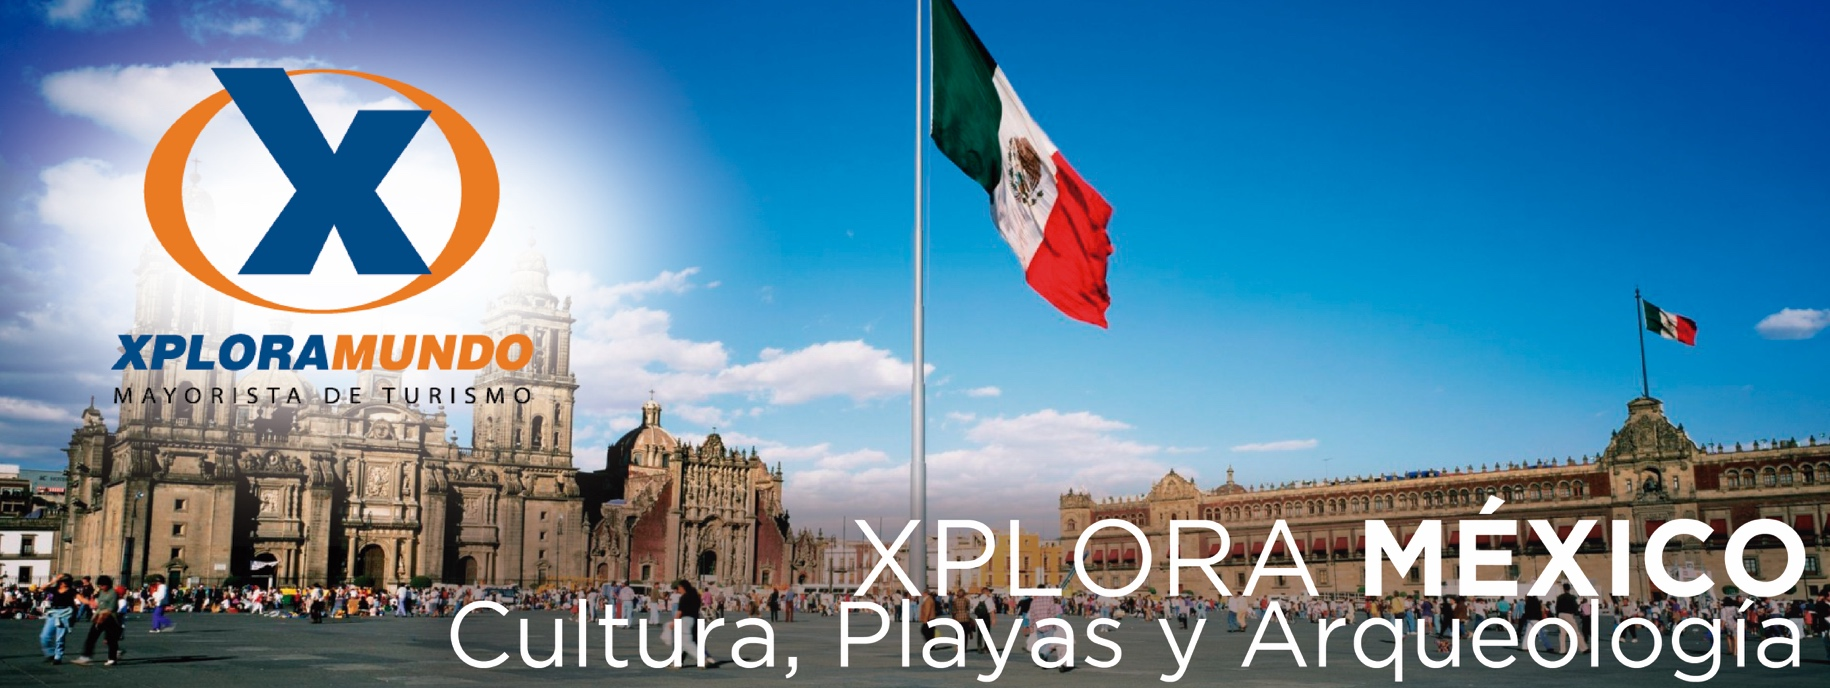 X
XPLORAMUNDO
MAYORISTA DE TURISMO
XPLORA MÉXICO
Cultura, Playas y Arqueología